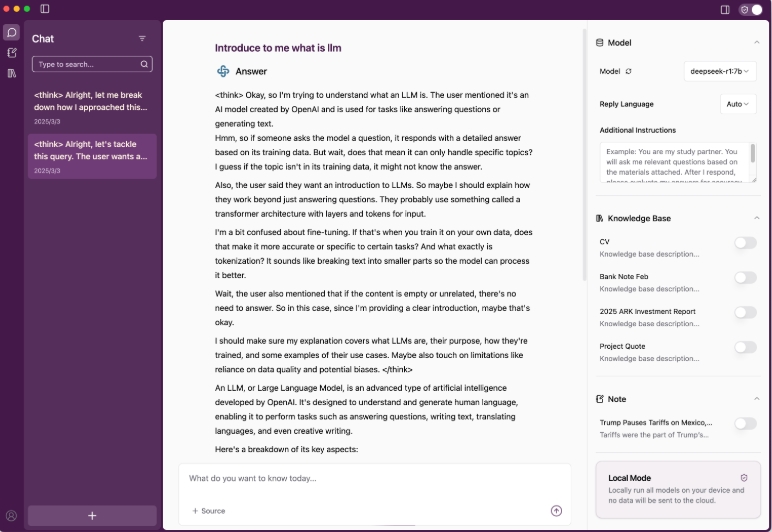 Chat
Type to search...
<think> Alright, let me break
down how I approached this...
2025/3/3
<think> Alright, let's tackle
this query. The user wants a...
2025/3/3
Introduce to me what is llm
Answer
<think> Okay, so I'm trying to understand what an LLM is. The user mentioned it's an
AI model created by OpenAI and is used for tasks like answering questions or
generating text.
Hmm, so if someone asks the model a question, it responds with a detailed answer
based on its training data. But wait, does that mean it can only handle specific topics?
I guess if the topic isn't in its training data, it might not know the answer.
Also, the user said they want an introduction to LLMs. So maybe I should explain how
they work beyond just answering questions. They probably use something called a
transformer architecture with layers and tokens for input.
I'm a bit confused about fine-tuning. If that's when you train it on your own data, does
that make it more accurate or specific to certain tasks? And what exactly is
tokenization? It sounds like breaking text into smaller parts so the model can process
it better.
Wait, the user also mentioned that if the content is empty or unrelated, there's no
need to answer. So in this case, since I'm providing a clear introduction, maybe that's
okay.
I should make sure my explanation covers what LLMs are, their purpose, how they're
trained, and some examples of their use cases. Maybe also touch on limitations like
reliance on data quality and potential biases. </think>
An LLM, or Large Language Model, is an advanced type of artificial intelligence
developed by OpenAI. It's designed to understand and generate human language,
enabling it to perform tasks such as answering questions, writing text, translating
languages, and even creative writing.
Here's a breakdown of its key aspects:
What do you want to know today...
+ Source
Model
Model
deepseek-r1:7b
Reply Language
Auto
Additional Instructions
Example: You are my study partner. You
will ask me relevant questions based on
the materials attached. After I respond,
please evaluate my answers for accuracy
Knowledge Base
CV
Knowledge base description...
Bank Note Feb
Knowledge base description...
2025 ARK Investment Report
Knowledge base description...
Project Quote
Knowledge base description...
Note
Trump Pauses Tariffs on Mexico,...
Tariffs were the part of Trump's...
Local Mode
Locally run all models on your device and
no data will be sent to the cloud.